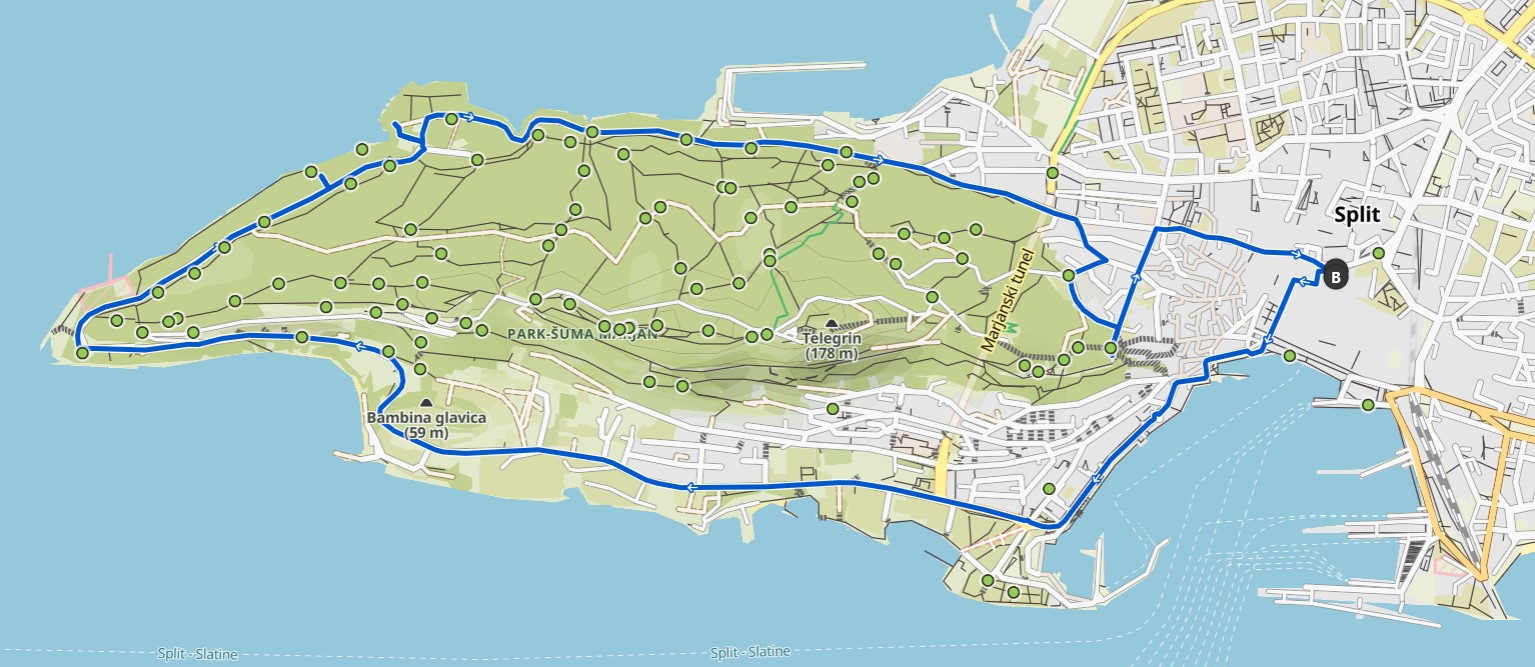 Split
B
Marjanski tunel
M
PARK-ŠUMA MARJAN
Telegrin
(178 m)
Bambina glavica
(59 m)
Split - Slatine
Split - Slatine